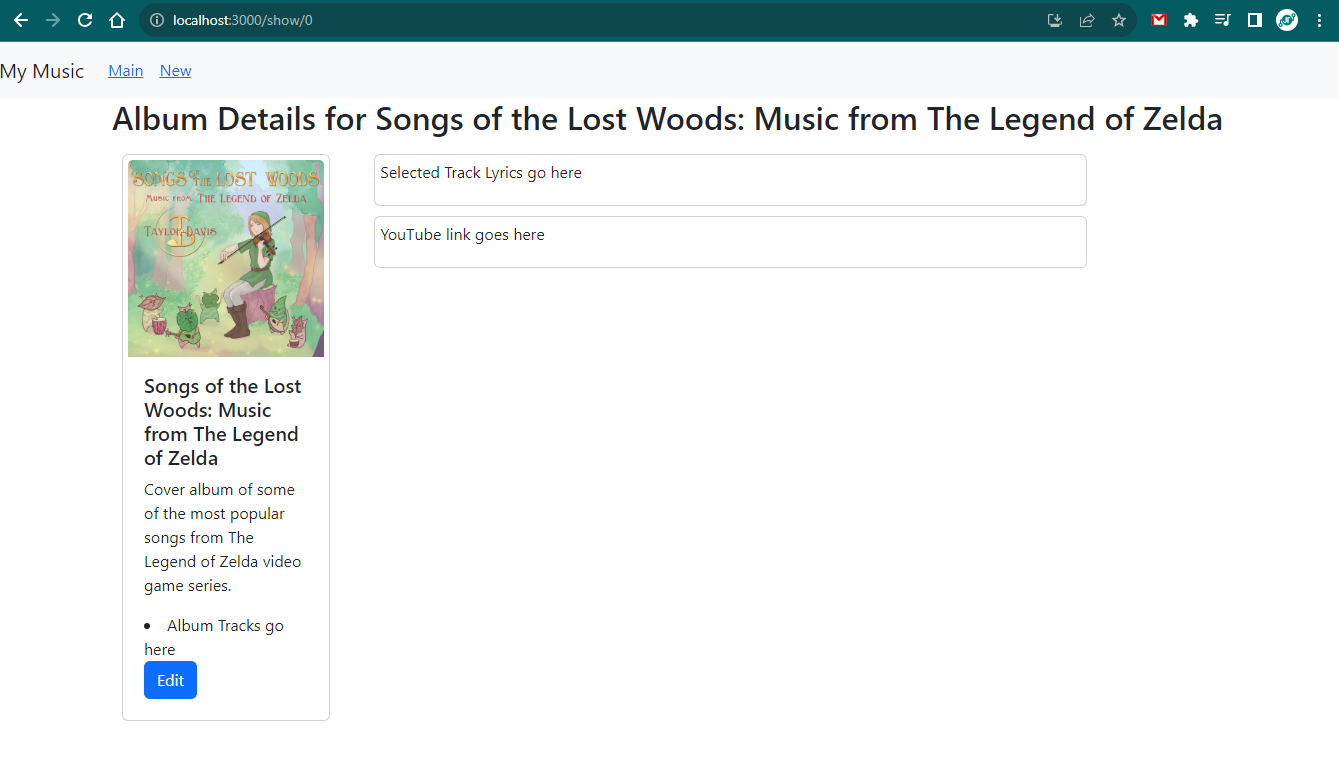 localhost:3000/show/0
My Music Main New
Album Details for Songs of the Lost Woods: Music from The Legend of Zelda
SONGS OF THE LOST WOODS
MUSIC FROM THE LEGEND OF ZELDA
TAYLOR DAVIS
Songs of the Lost
Woods: Music
from The Legend
of Zelda
Cover album of some
of the most popular
songs from The
Legend of Zelda video
game series.
• Album Tracks go
here
Edit
Selected Track Lyrics go here
YouTube link goes here